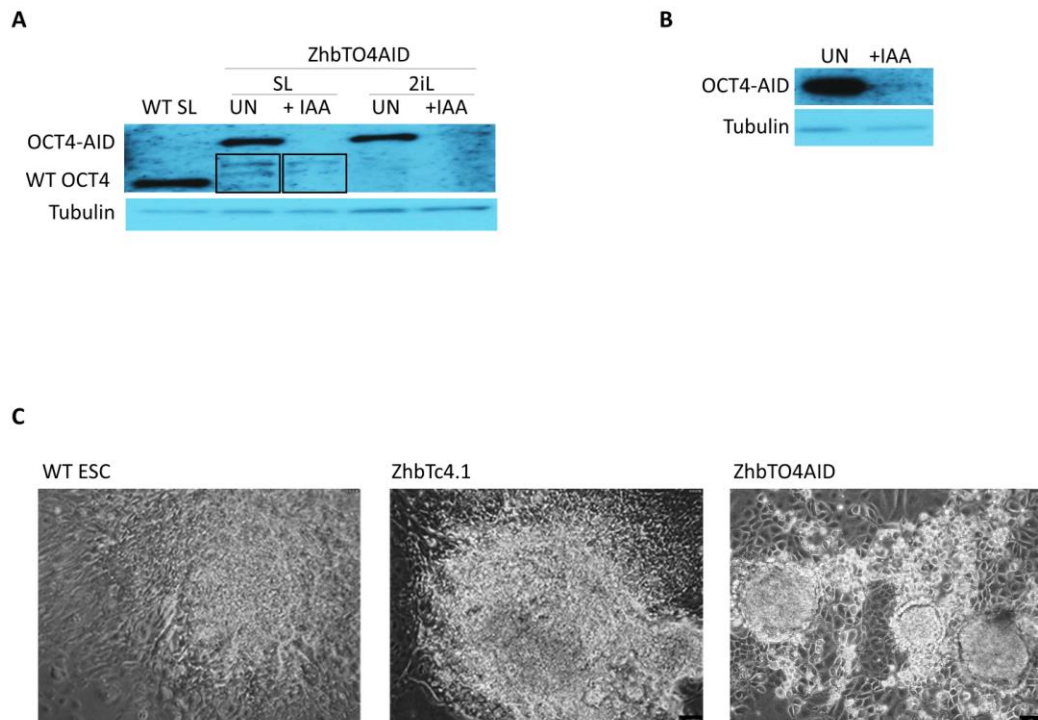 A
ZhbTO4AID
SL 2iL
WT SL UN + IAA UN +IAA
OCT4-AID
WT OCT4
Tubulin
B
UN +IAA
OCT4-AID
Tubulin
C
WT ESC ZhbTc4.1 ZhbTO4AID